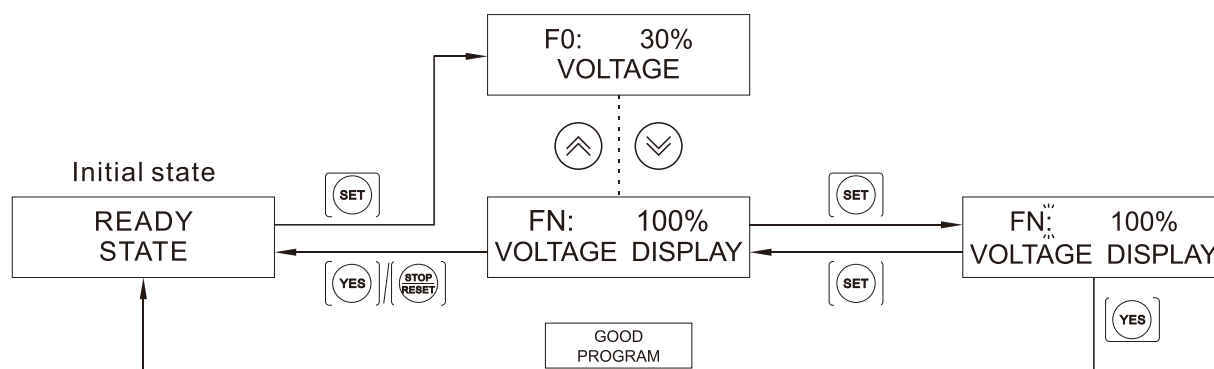 F0: 30%
VOLTAGE
Initial state
READY
STATE
SET
FN: 100%
VOLTAGE DISPLAY
SET
FN: 100%
VOLTAGE DISPLAY
YES / STOP RESET
SET
YES
GOOD
PROGRAM